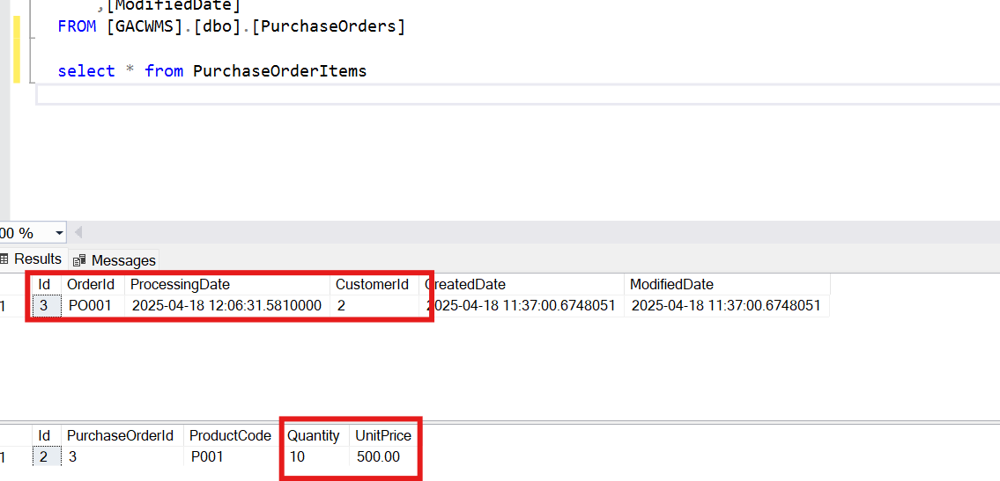 ,[ModifiedDate]
FROM [GACWMS].[dbo].[PurchaseOrders]
select * from PurchaseOrderItems
00 %
Results Messages
Id OrderId ProcessingDate CustomerId CreatedDate ModifiedDate
1 3 PO001 2025-04-18 12:06:31.5810000 2 2025-04-18 11:37:00.6748051 2025-04-18 11:37:00.6748051
Id PurchaseOrderId ProductCode Quantity UnitPrice
1 2 3 P001 10 500.00